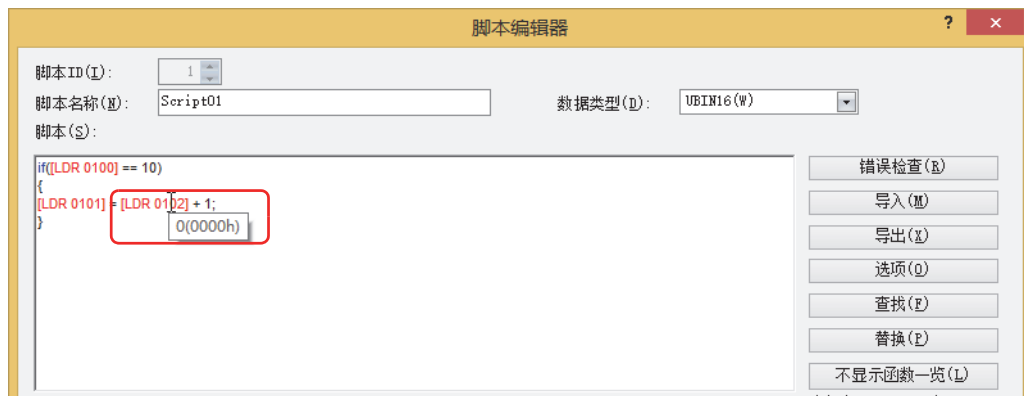 脚本编辑器
?
×
脚本ID(I):
1
脚本名称(N):
Script01
数据类型(D):
UBIN16(W)
脚本(S):
if([LDR 0100] == 10)
{
[LDR 0101] = [LDR 0102] + 1;
}
0(0000h)
错误检查(R)
导入(M)
导出(X)
选项(O)
查找(F)
替换(P)
不显示函数一览(L)